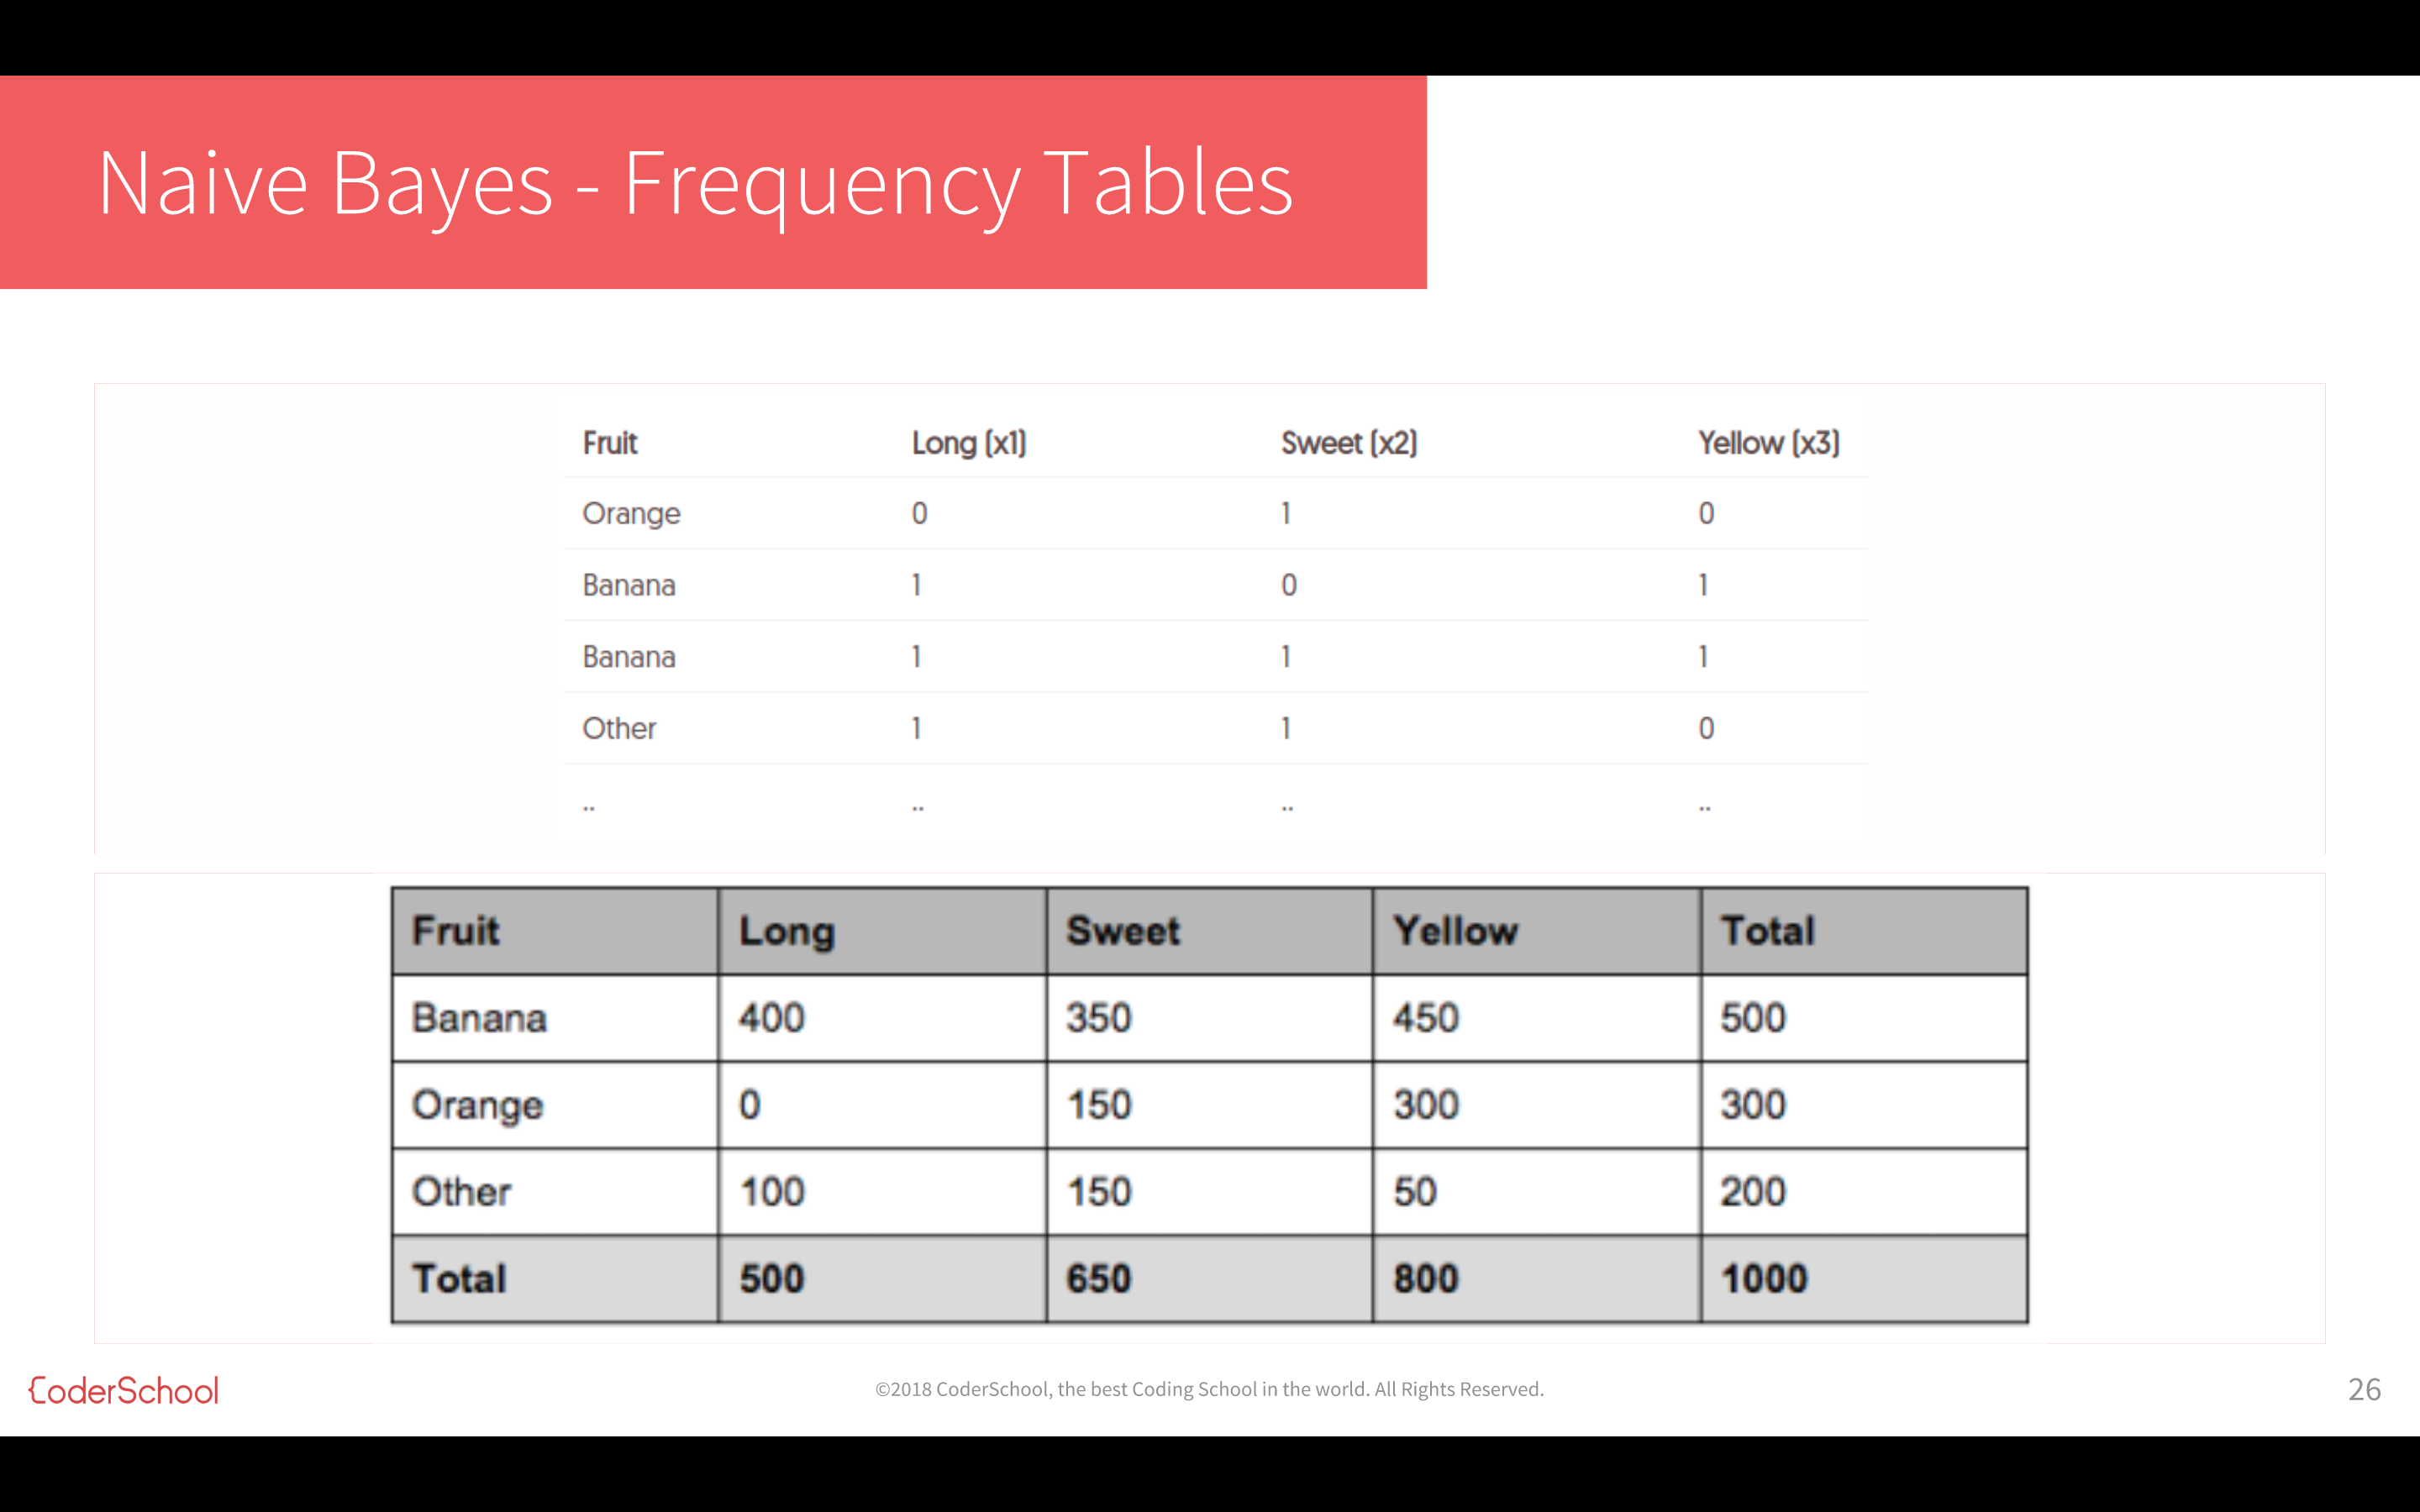 Naive Bayes - Frequency Tables
Fruit Long (x1) Sweet (x2) Yellow (x3)
Orange 0 1 0
Banana 1 0 1
Banana 1 1 1
Other 1 1 0
.. .. .. ..
Fruit Long Sweet Yellow Total
Banana 400 350 450 500
Orange 0 150 300 300
Other 100 150 50 200
Total 500 650 800 1000
{CoderSchool ©2018 CoderSchool, the best Coding School in the world. All Rights Reserved. 26